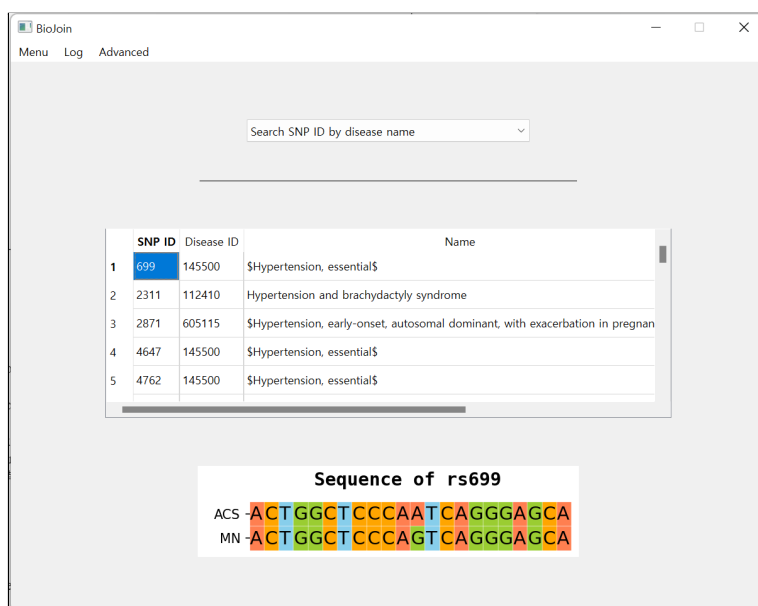 BioJoin
Menu Log Advanced
Search SNP ID by disease name
SNP ID Disease ID Name
1 699 145500 $Hypertension, essential$
2 2311 112410 Hypertension and brachydactyly syndrome
3 2871 605115 $Hypertension, early-onset, autosomal dominant, with exacerbation in pregnan
4 4647 145500 $Hypertension, essential$
5 4762 145500 $Hypertension, essential$
Sequence of rs699
ACS -ACTGGCTCCCAATCAGGGAGCA
MN -ACTGGCTCCCAGTCAGGGAGCA